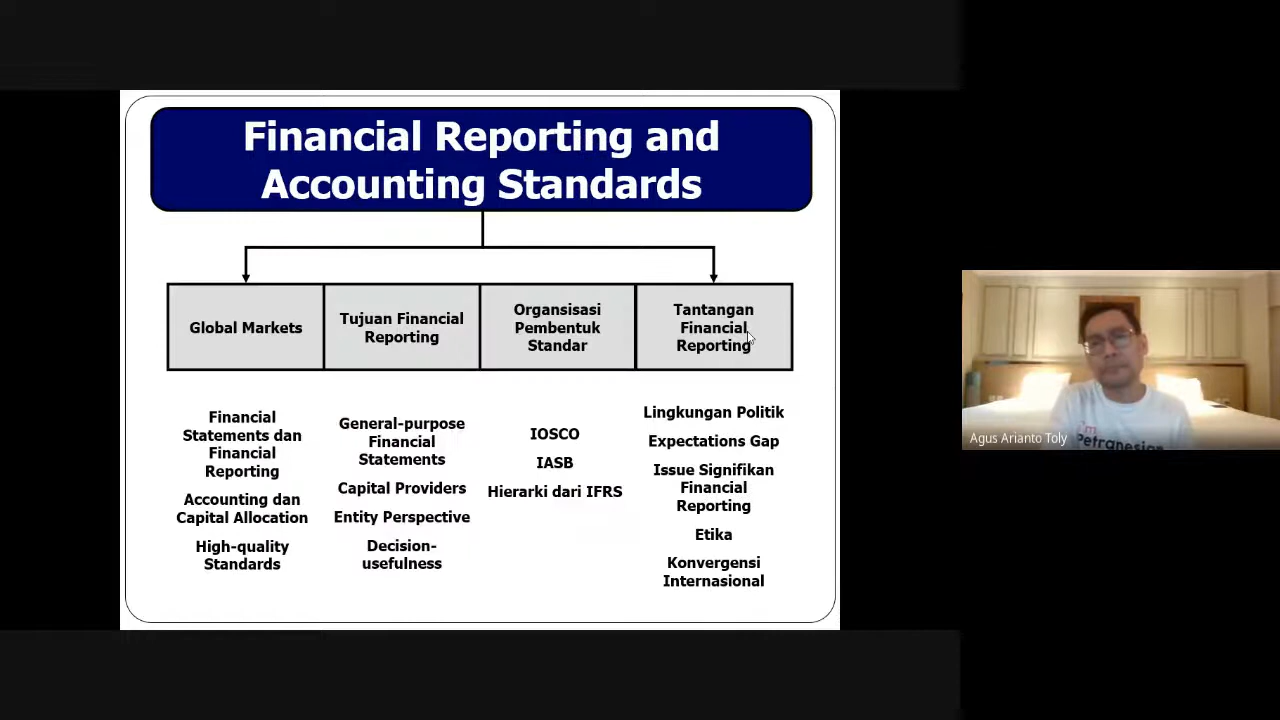 Financial Reporting and
Accounting Standards
Global Markets
Tujuan Financial
Reporting
Organsisasi
Pembentuk
Standar
Tantangan
Financial
Reporting
Financial
Statements dan
Financial
Reporting
Accounting dan
Capital Allocation
High-quality
Standards
General-purpose
Financial
Statements
Capital Providers
Entity Perspective
Decision-
usefulness
IOSCO
IASB
Hierarki dari IFRS
Lingkungan Politik
Expectations Gap
Issue Signifikan
Financial
Reporting
Etika
Konvergensi
Internasional
I'm
Petranesian
Agus Arianto Toly